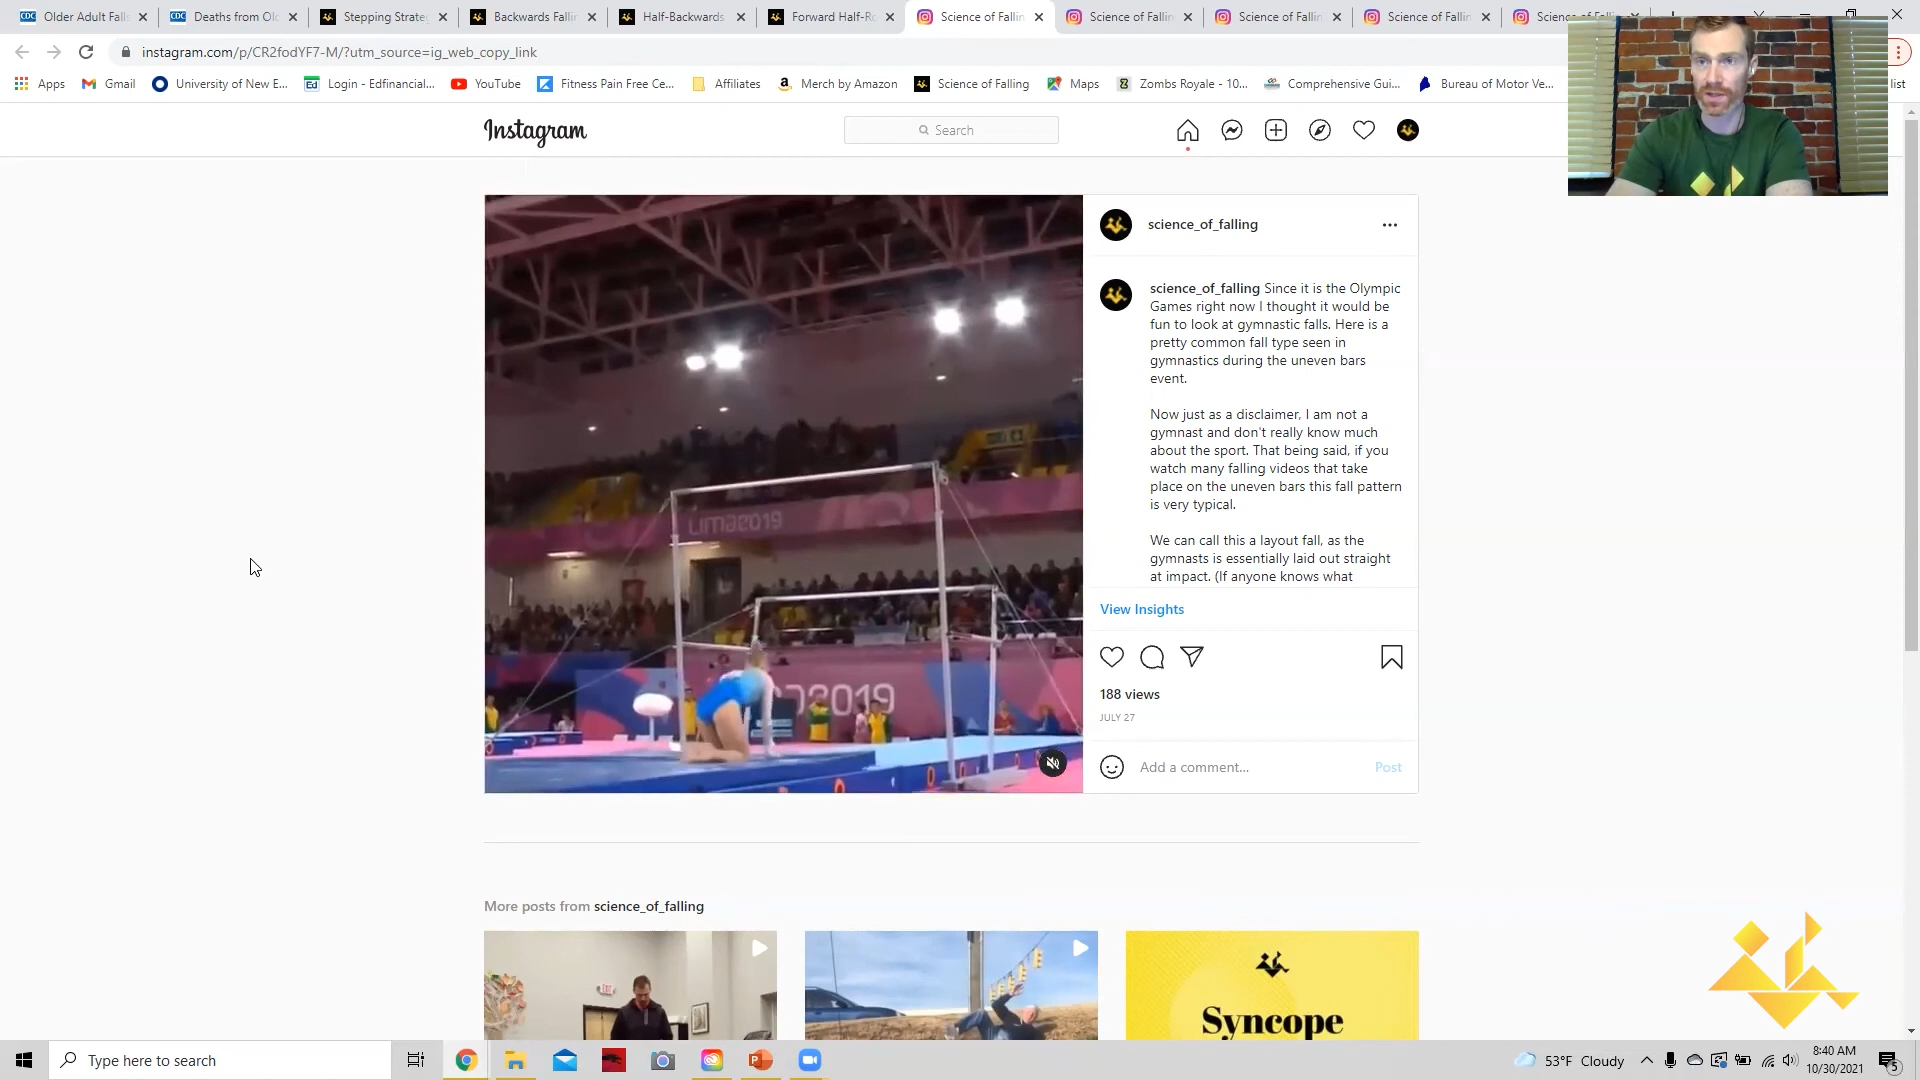 Older Adult Falls
Deaths from Old
Stepping Strateg
Backwards Fallin
Half-Backwards
Forward Half-Ro
Science of Fallin
Science of Fallin
Science of Fallin
Science of Fallin
Science of Fallin
instagram.com/p/CR2fodYF7-M/?utm_source=ig_web_copy_link
Apps
Gmail
University of New E...
Login - Edfinancial...
YouTube
Fitness Pain Free Ce...
Affiliates
Merch by Amazon
Science of Falling
Maps
Zombs Royale - 10...
Comprehensive Gui...
Bureau of Motor Ve...
list
Instagram
Search
science_of_falling
science_of_falling Since it is the Olympic
Games right now I thought it would be
fun to look at gymnastic falls. Here is a
pretty common fall type seen in
gymnastics during the uneven bars
event.
Now just as a disclaimer, I am not a
gymnast and don't really know much
about the sport. That being said, if you
watch many falling videos that take
place on the uneven bars this fall pattern
is very typical.
We can call this a layout fall, as the
gymnasts is essentially laid out straight
at impact. (If anyone knows what
LIMA2019
2019
View Insights
188 views
JULY 27
Add a comment...
Post
More posts from science_of_falling
EXIT
Syncope
Type here to search
53°F Cloudy
8:40 AM
10/30/2021
5